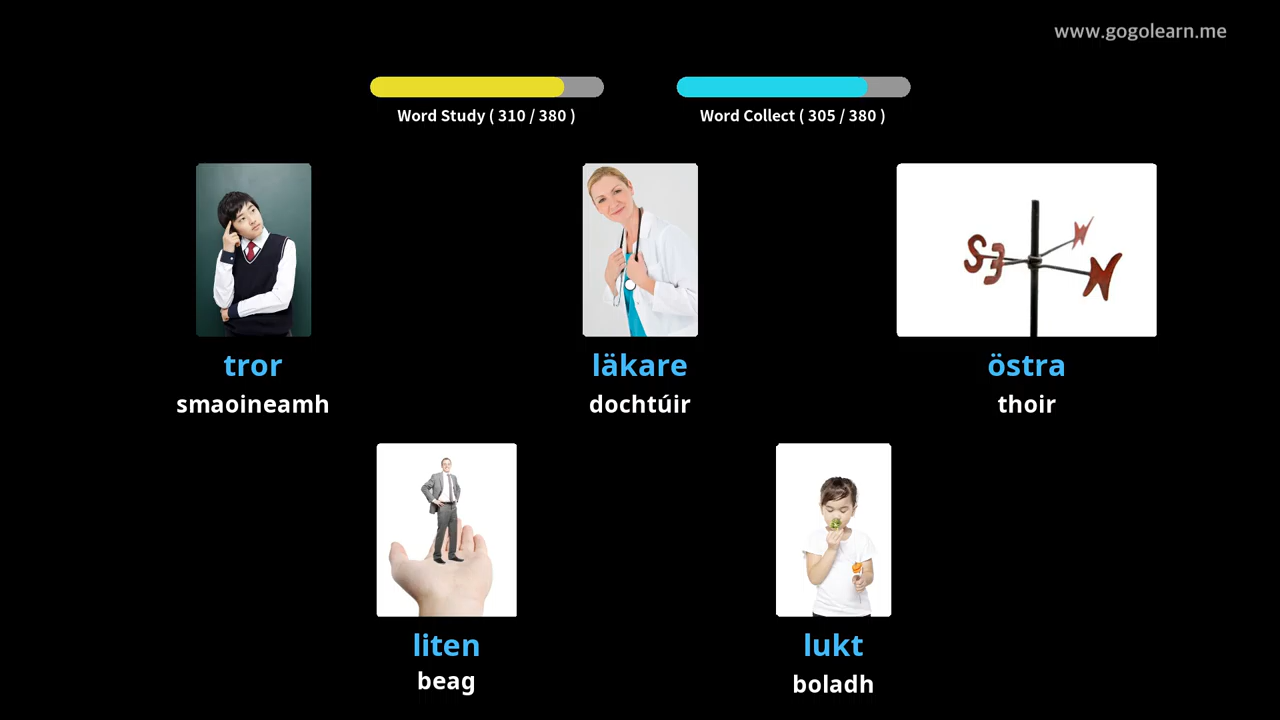 www.gogolearn.me
Word Study ( 310 / 380 )
Word Collect ( 305 / 380 )
tror
smaoineamh
läkare
dochtúir
östra
thoir
S E N
liten
beag
lukt
boladh